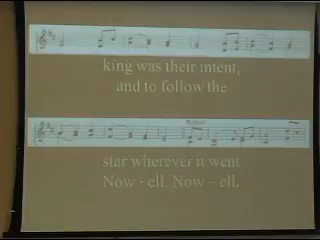 king was their intent,
and to follow the
star wherever it went
Now - ell, Now – ell,